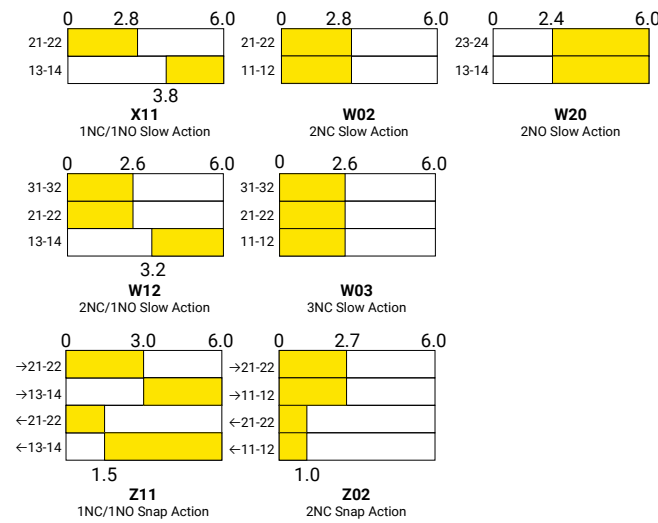 0 2.8 6.0
21-22
13-14
3.8
X11
1NC/1NO Slow Action
0 2.8 6.0
21-22
11-12
W02
2NC Slow Action
0 2.4 6.0
23-24
13-14
W20
2NO Slow Action
0 2.6 6.0
31-32
21-22
13-14
3.2
W12
2NC/1NO Slow Action
0 2.6 6.0
31-32
21-22
11-12
W03
3NC Slow Action
0 3.0 6.0
→21-22
→13-14
←21-22
←13-14
1.5
Z11
1NC/1NO Snap Action
0 2.7 6.0
→21-22
→11-12
←21-22
←11-12
1.0
Z02
2NC Snap Action